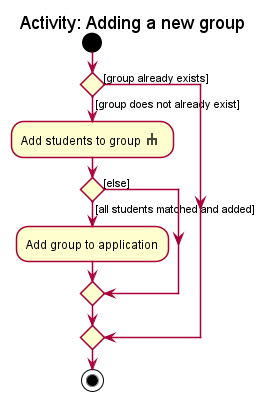 Activity: Adding a new group
[group already exists]
[group does not already exist]
Add students to group
[else]
[all students matched and added]
Add group to application